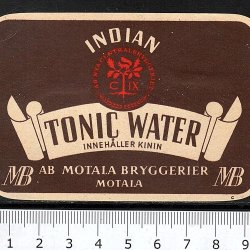 INDIAN
C X
TONIC WATER
INNEHÅLLER KININ
MB AB MOTALA BRYGGERIER MB
MOTALA
1 2 3 4 5 6 7 8 9